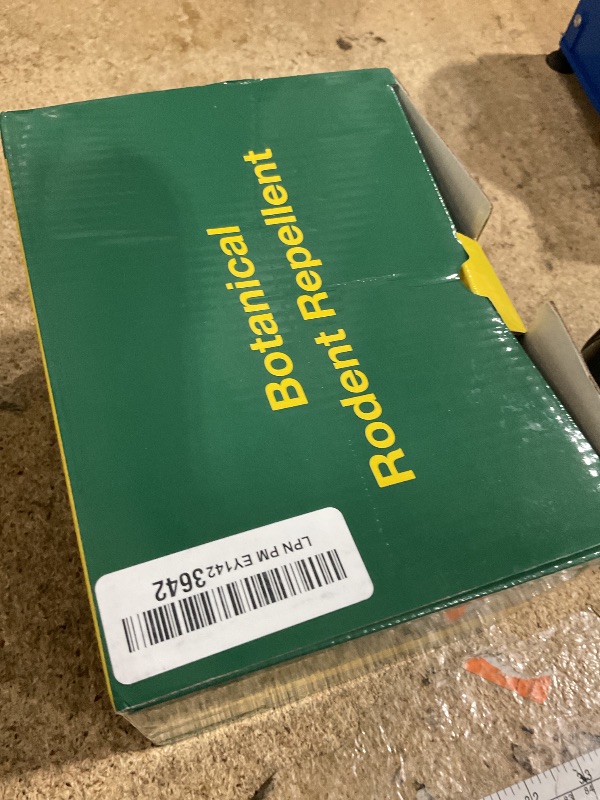 Botanical
Rodent Repellent
LPN PM EY1423642